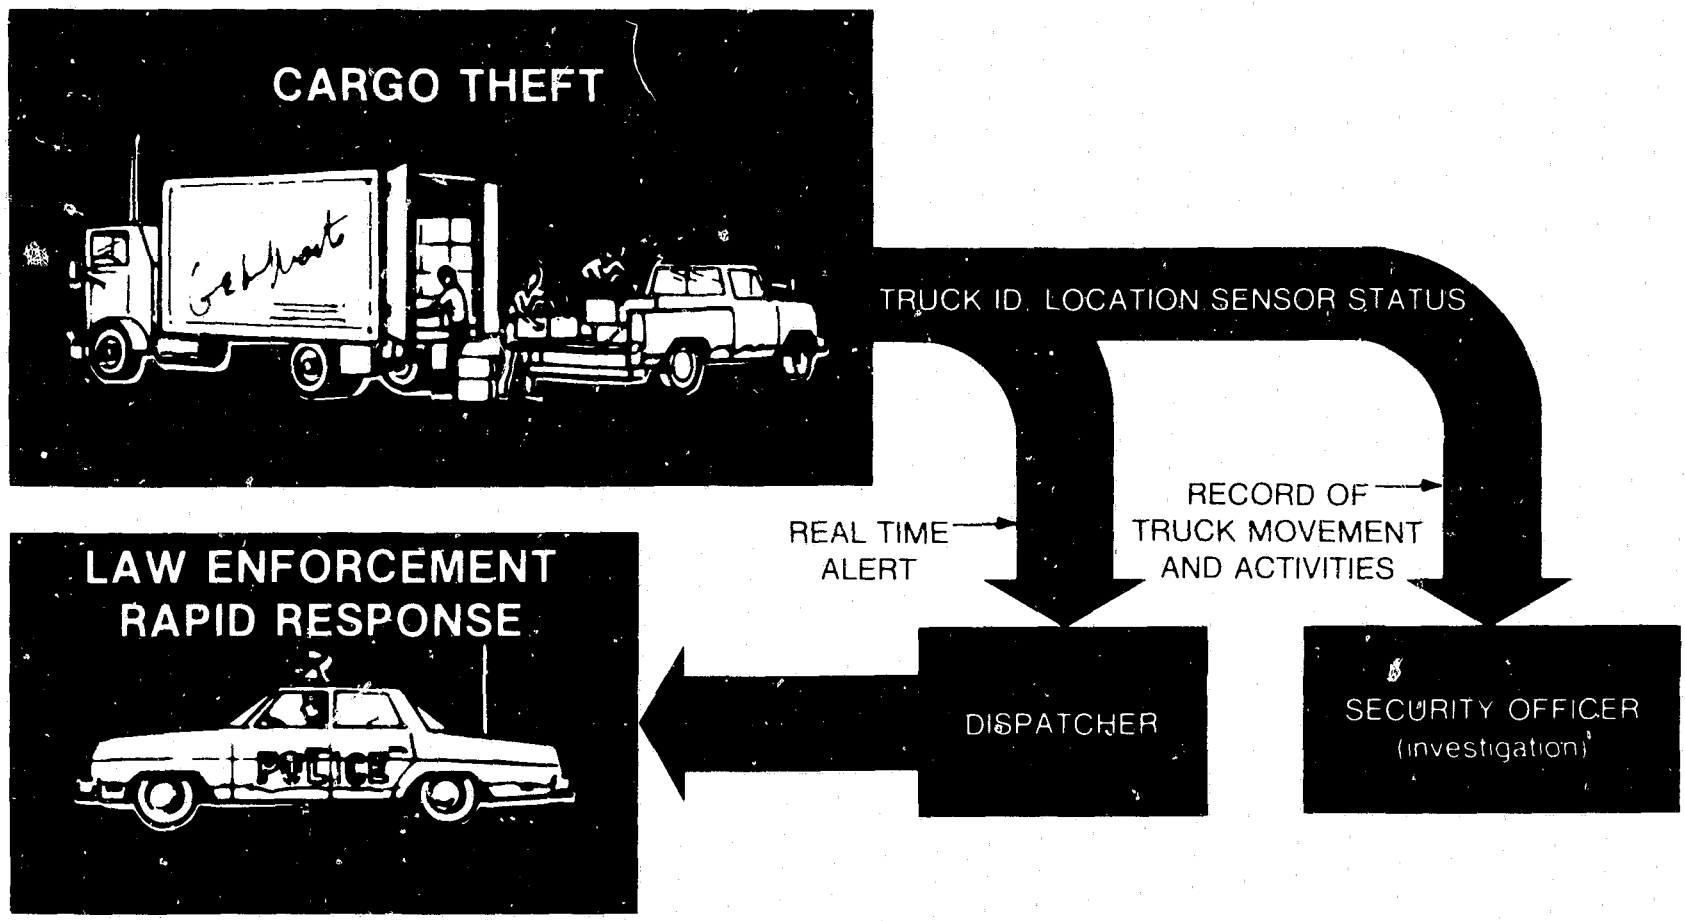 CARGO THEFT
TRUCK ID. LOCATION SENSOR STATUS
REAL TIME
ALERT
RECORD OF
TRUCK MOVEMENT
AND ACTIVITIES
LAW ENFORCEMENT
RAPID RESPONSE
POLICE
DISPATCHER
SECURITY OFFICER
(investigation)